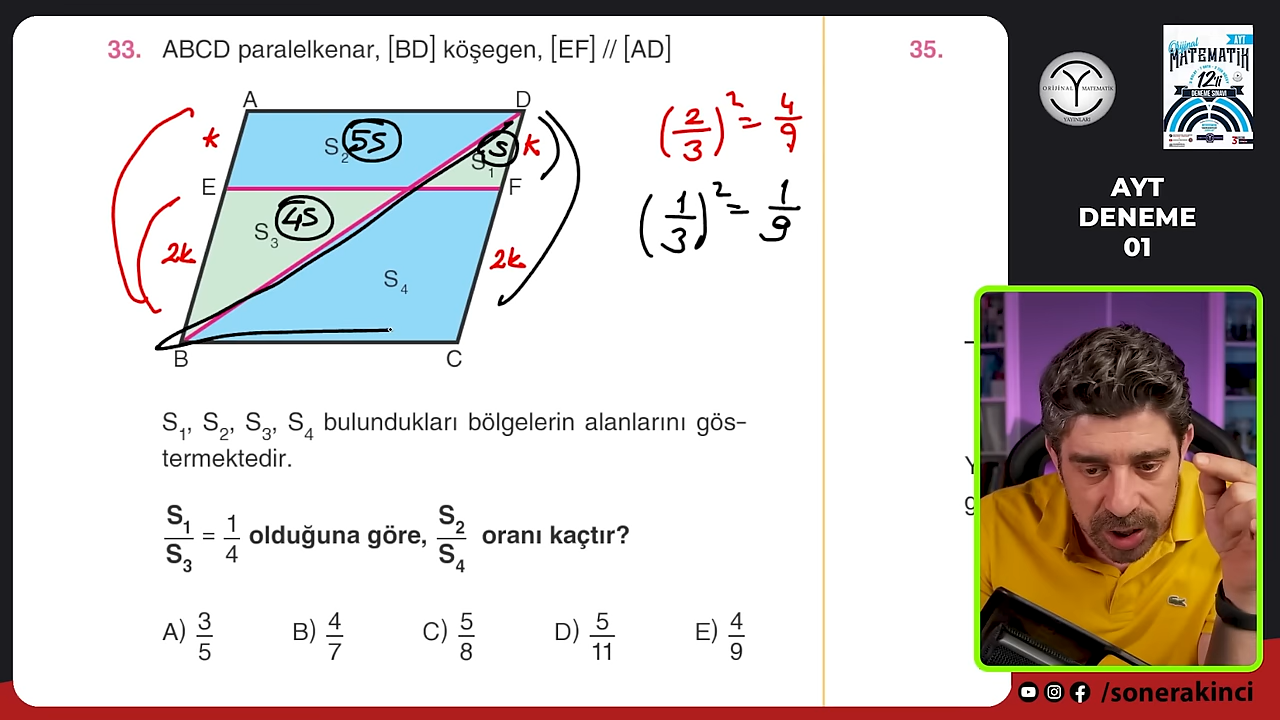 33. ABCD paralelkenar, [BD] köşegen, [EF] // [AD]
35.
A
D
k
S₂ 5S
S
S₁
k
E
F
S₃ 4S
2k
2k
S₄
B
C
(2/3)² = 4/9
(1/3)² = 1/9
S₁, S₂, S₃, S₄ bulundukları bölgelerin alanlarını gös-
termektedir.
S₁/S₃ = 1/4 olduğuna göre, S₂/S₄ oranı kaçtır?
A) 3/5 B) 4/7 C) 5/8 D) 5/11 E) 4/9
Y
g
ORİJİNAL MATEMATİK
YAYINLARI
AYT
Orijinal
MATEMATİK
12'li
DENEME SINAVI
AYT
DENEME
01
/sonerakinci